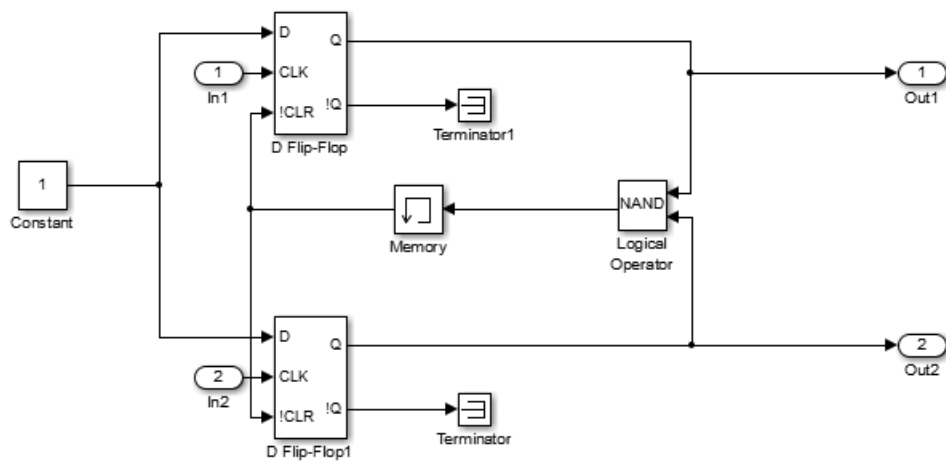 D
Q
CLK
!CLR
!Q
D Flip-Flop
1
In1
Terminator1
1
Out1
1
Constant
Memory
NAND
Logical
Operator
D
Q
CLK
!CLR
!Q
D Flip-Flop1
2
In2
Terminator
2
Out2